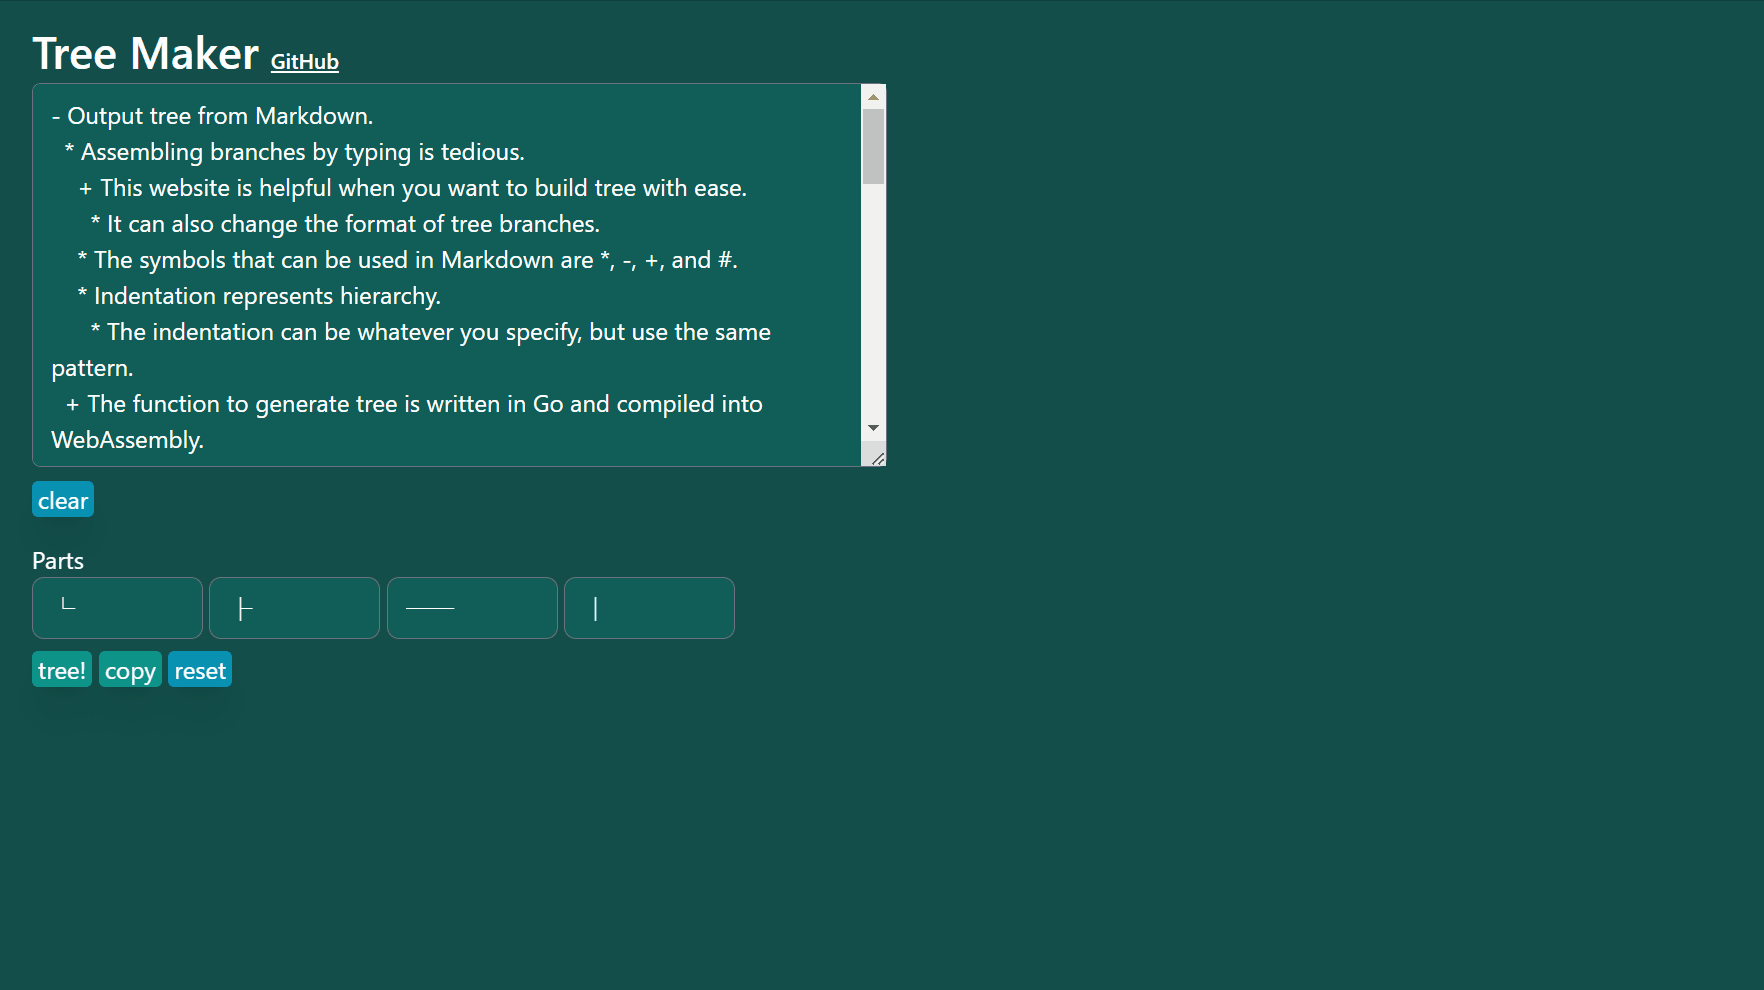 Tree Maker GitHub
- Output tree from Markdown.
  * Assembling branches by typing is tedious.
    + This website is helpful when you want to build tree with ease.
      * It can also change the format of tree branches.
    * The symbols that can be used in Markdown are *, -, +, and #.
    * Indentation represents hierarchy.
      * The indentation can be whatever you specify, but use the same
pattern.
  + The function to generate tree is written in Go and compiled into
WebAssembly.
clear
Parts
└ ├ ── │
tree! copy reset